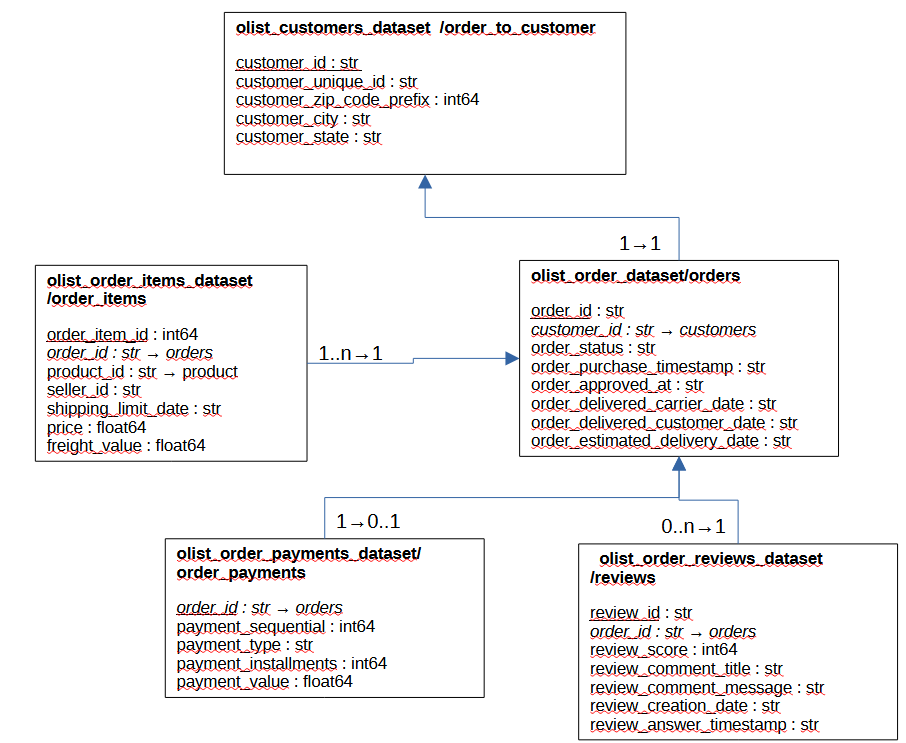 olist_customers_dataset /order_to_customer
customer_id : str
customer_unique_id : str
customer_zip_code_prefix : int64
customer_city : str
customer_state : str
1→1
olist_order_items_dataset
/order_items
order_item_id : int64
order_id : str → orders
product_id : str → product
seller_id : str
shipping_limit_date : str
price : float64
freight_value : float64
1..n→1
olist_order_dataset/orders
order_id : str
customer_id : str → customers
order_status : str
order_purchase_timestamp : str
order_approved_at : str
order_delivered_carrier_date : str
order_delivered_customer_date : str
order_estimated_delivery_date : str
1→0..1
olist_order_payments_dataset/
order_payments
order_id : str → orders
payment_sequential : int64
payment_type : str
payment_installments : int64
payment_value : float64
0..n→1
olist_order_reviews_dataset
/reviews
review_id : str
order_id : str → orders
review_score : int64
review_comment_title : str
review_comment_message : str
review_creation_date : str
review_answer_timestamp : str